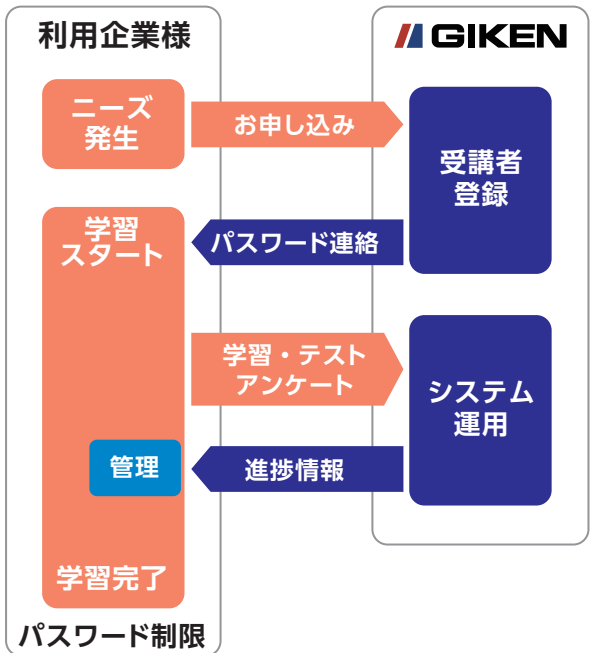 利用企業様
GIKEN
ニーズ
発生
お申し込み
受講者
登録
学習
スタート
パスワード連絡
学習・テスト
アンケート
システム
運用
管理
進捗情報
学習完了
パスワード制限